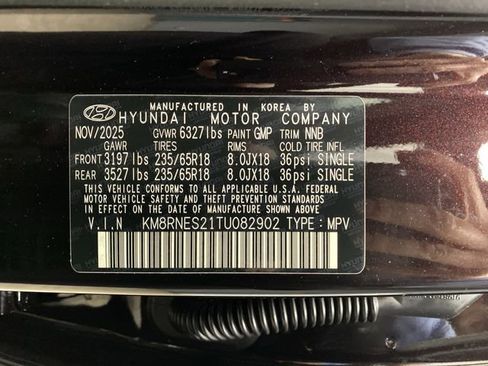 MANUFACTURED IN KOREA BY
HYUNDAI MOTOR COMPANY
NOV/2025 GVWR 6327lbs PAINT GMP TRIM NNB
GAWR TIRES RIMS COLD TIRE INFL.
FRONT 3197lbs 235/65R18 8.0JX18 36psi SINGLE
REAR 3527lbs 235/65R18 8.0JX18 36psi SINGLE
THIS VEHICLE CONFORMS TO ALL APPLICABLE U.S.A. FEDERAL
MOTOR VEHICLE SAFETY AND THEFT PREVENTION STANDARDS
IN EFFECT ON THE DATE OF MANUFACTURE SHOWN ABOVE.
V.I.N KM8RNES21TU082902 TYPE : MPV